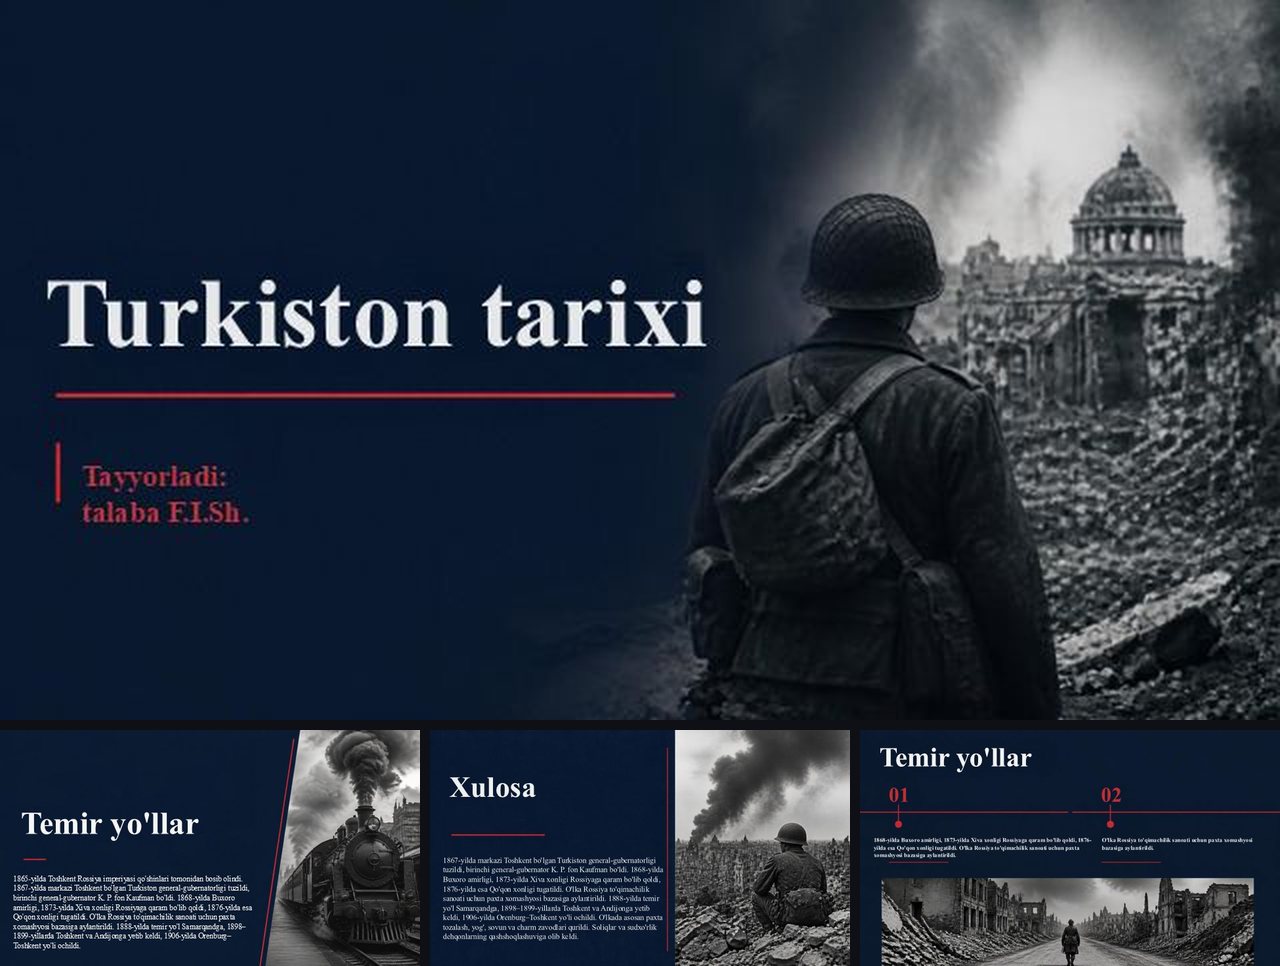 Turkiston tarixi
Tayyorladi:
talaba F.I.Sh.
Temir yo'llar
1865-yilda Toshkent Rossiya imperiyasi qo'shinlari tomonidan bosib olindi.
1867-yilda markazi Toshkent bo'lgan Turkiston general-gubernatorligi tuzildi,
birinchi general-gubernator K. P. fon Kaufman bo'ldi. 1868-yilda Buxoro
amirligi, 1873-yilda Xiva xonligi Rossiyaga qaram bo'lib qoldi, 1876-yilda esa
Qo'qon xonligi tugatildi. O'lka Rossiya to'qimachilik sanoati uchun paxta
xomashyosi bazasiga aylantirildi. 1888-yilda temir yo'l Samarqandga, 1898–
1899-yillarda Toshkent va Andijonga yetib keldi, 1906-yilda Orenburg–
Toshkent yo'li ochildi.
Xulosa
1867-yilda markazi Toshkent bo'lgan Turkiston general-gubernatorligi
tuzildi, birinchi general-gubernator K. P. fon Kaufman bo'ldi. 1868-yilda
Buxoro amirligi, 1873-yilda Xiva xonligi Rossiyaga qaram bo'lib qoldi,
1876-yilda esa Qo'qon xonligi tugatildi. O'lka Rossiya to'qimachilik
sanoati uchun paxta xomashyosi bazasiga aylantirildi. 1888-yilda temir
yo'l Samarqandga, 1898–1899-yillarda Toshkent va Andijonga yetib
keldi, 1906-yilda Orenburg–Toshkent yo'li ochildi. O'lkada asosan paxta
tozalash, yog', sovun va charm zavodlari qurildi. Soliqlar va sudxo'rlik
dehqonlarning qashshoqlashuviga olib keldi.
Temir yo'llar
01
1868-yilda Buxoro amirligi, 1873-yilda Xiva xonligi Rossiyaga qaram bo'lib qoldi, 1876-
yilda esa Qo'qon xonligi tugatildi. O'lka Rossiya to'qimachilik sanoati uchun paxta
xomashyosi bazasiga aylantirildi.
02
O'lka Rossiya to'qimachilik sanoati uchun paxta xomashyosi
bazasiga aylantirildi.